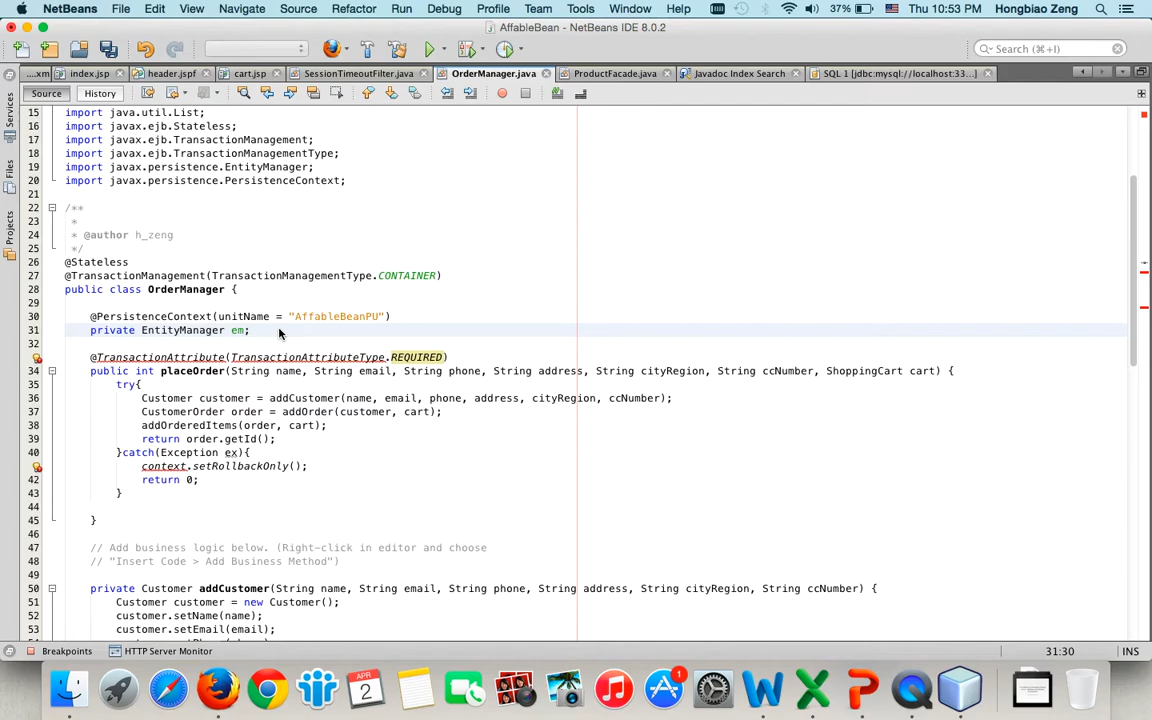 NetBeans File Edit View Navigate Source Refactor Run Debug Profile Team Tools Window Help 37% Thu 10:53 PM Hongbiao Zeng
AffableBean - NetBeans IDE 8.0.2
Search (⌘+I)
....xm index.jsp header.jspf cart.jsp SessionTimeoutFilter.java OrderManager.java ProductFacade.java Javadoc Index Search SQL 1 [jdbc:mysql://localhost:33...
Source History
Services
Files
Projects
15 import java.util.List;
16 import javax.ejb.Stateless;
17 import javax.ejb.TransactionManagement;
18 import javax.ejb.TransactionManagementType;
19 import javax.persistence.EntityManager;
20 import javax.persistence.PersistenceContext;
21
22 /**
23 *
24 * @author h_zeng
25 */
26 @Stateless
27 @TransactionManagement(TransactionManagementType.CONTAINER)
28 public class OrderManager {
29
30 @PersistenceContext(unitName = "AffableBeanPU")
31 private EntityManager em;
32
@TransactionAttribute(TransactionAttributeType.REQUIRED)
34 public int placeOrder(String name, String email, String phone, String address, String cityRegion, String ccNumber, ShoppingCart cart) {
35 try{
36 Customer customer = addCustomer(name, email, phone, address, cityRegion, ccNumber);
37 CustomerOrder order = addOrder(customer, cart);
38 addOrderedItems(order, cart);
39 return order.getId();
40 }catch(Exception ex){
context.setRollbackOnly();
42 return 0;
43 }
44
45 }
46
47 // Add business logic below. (Right-click in editor and choose
48 // "Insert Code > Add Business Method")
49
50 private Customer addCustomer(String name, String email, String phone, String address, String cityRegion, String ccNumber) {
51 Customer customer = new Customer();
52 customer.setName(name);
53 customer.setEmail(email);
Breakpoints HTTP Server Monitor 31:30 INS
APR
2
1